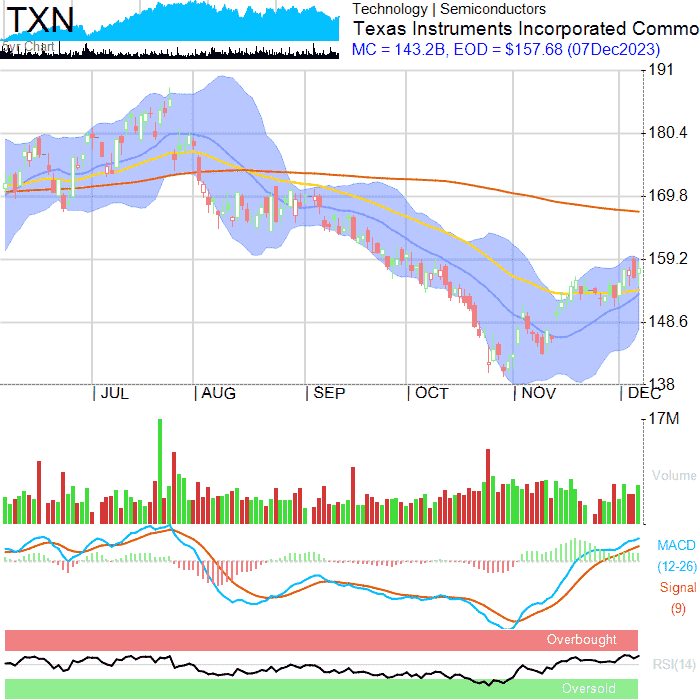 TXN
5yr Chart
Technology | Semiconductors
Texas Instruments Incorporated Commo
MC = 143.2B, EOD = $157.68 (07Dec2023)
191
180.4
169.8
159.2
148.6
138
JUL
AUG
SEP
OCT
NOV
DEC
17M
Volume
MACD
(12-26)
Signal
(9)
Overbought
RSI(14)
Oversold